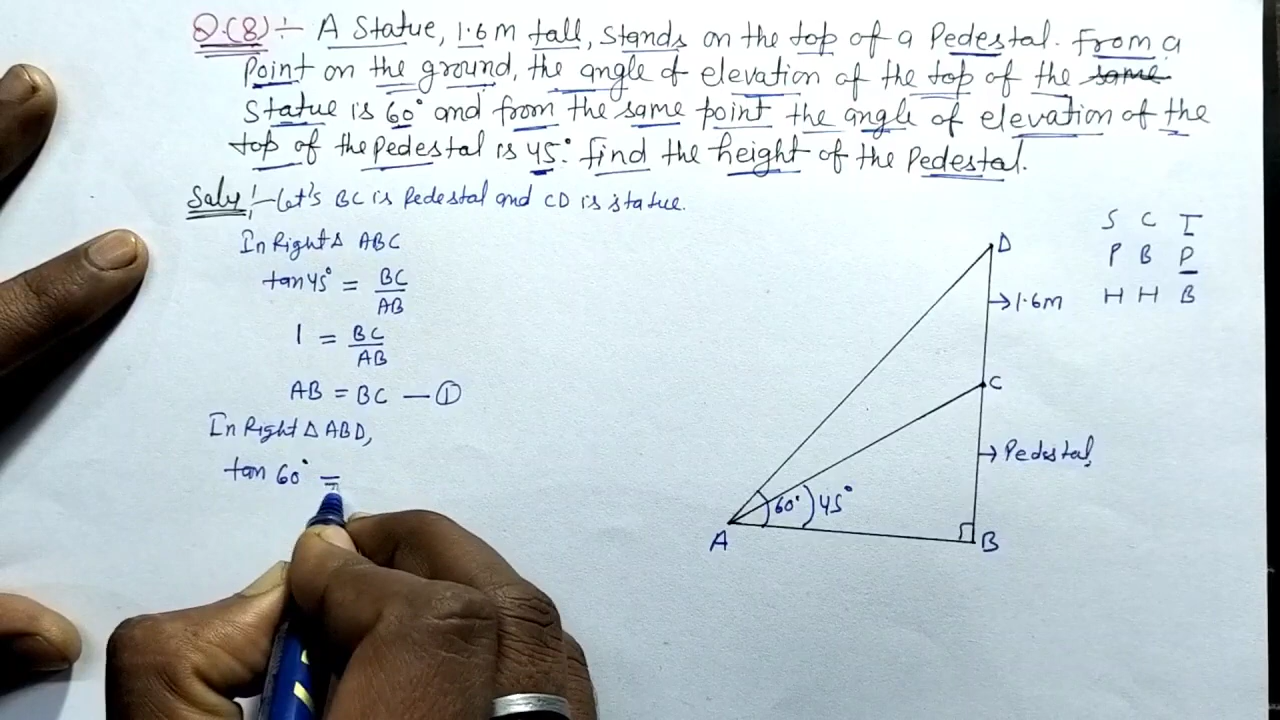 Q.(8) :- A Statue, 1.6 m tall, stands on the top of a Pedestal. From a
Point on the ground, the angle of elevation of the top of the same
Statue is 60° and from the same point the angle of elevation of the
top of the Pedestal is 45°. find the height of the Pedestal.
Solu :- Let's BC is Pedestal and CD is statue.
In Right △ ABC
tan 45° = BC/AB
1 = BC/AB
AB = BC — ①
In Right △ ABD,
tan 60° =
S C T
P B P
H H B
D
→ 1.6m
C
→ Pedestal,
60° 45°
A
B